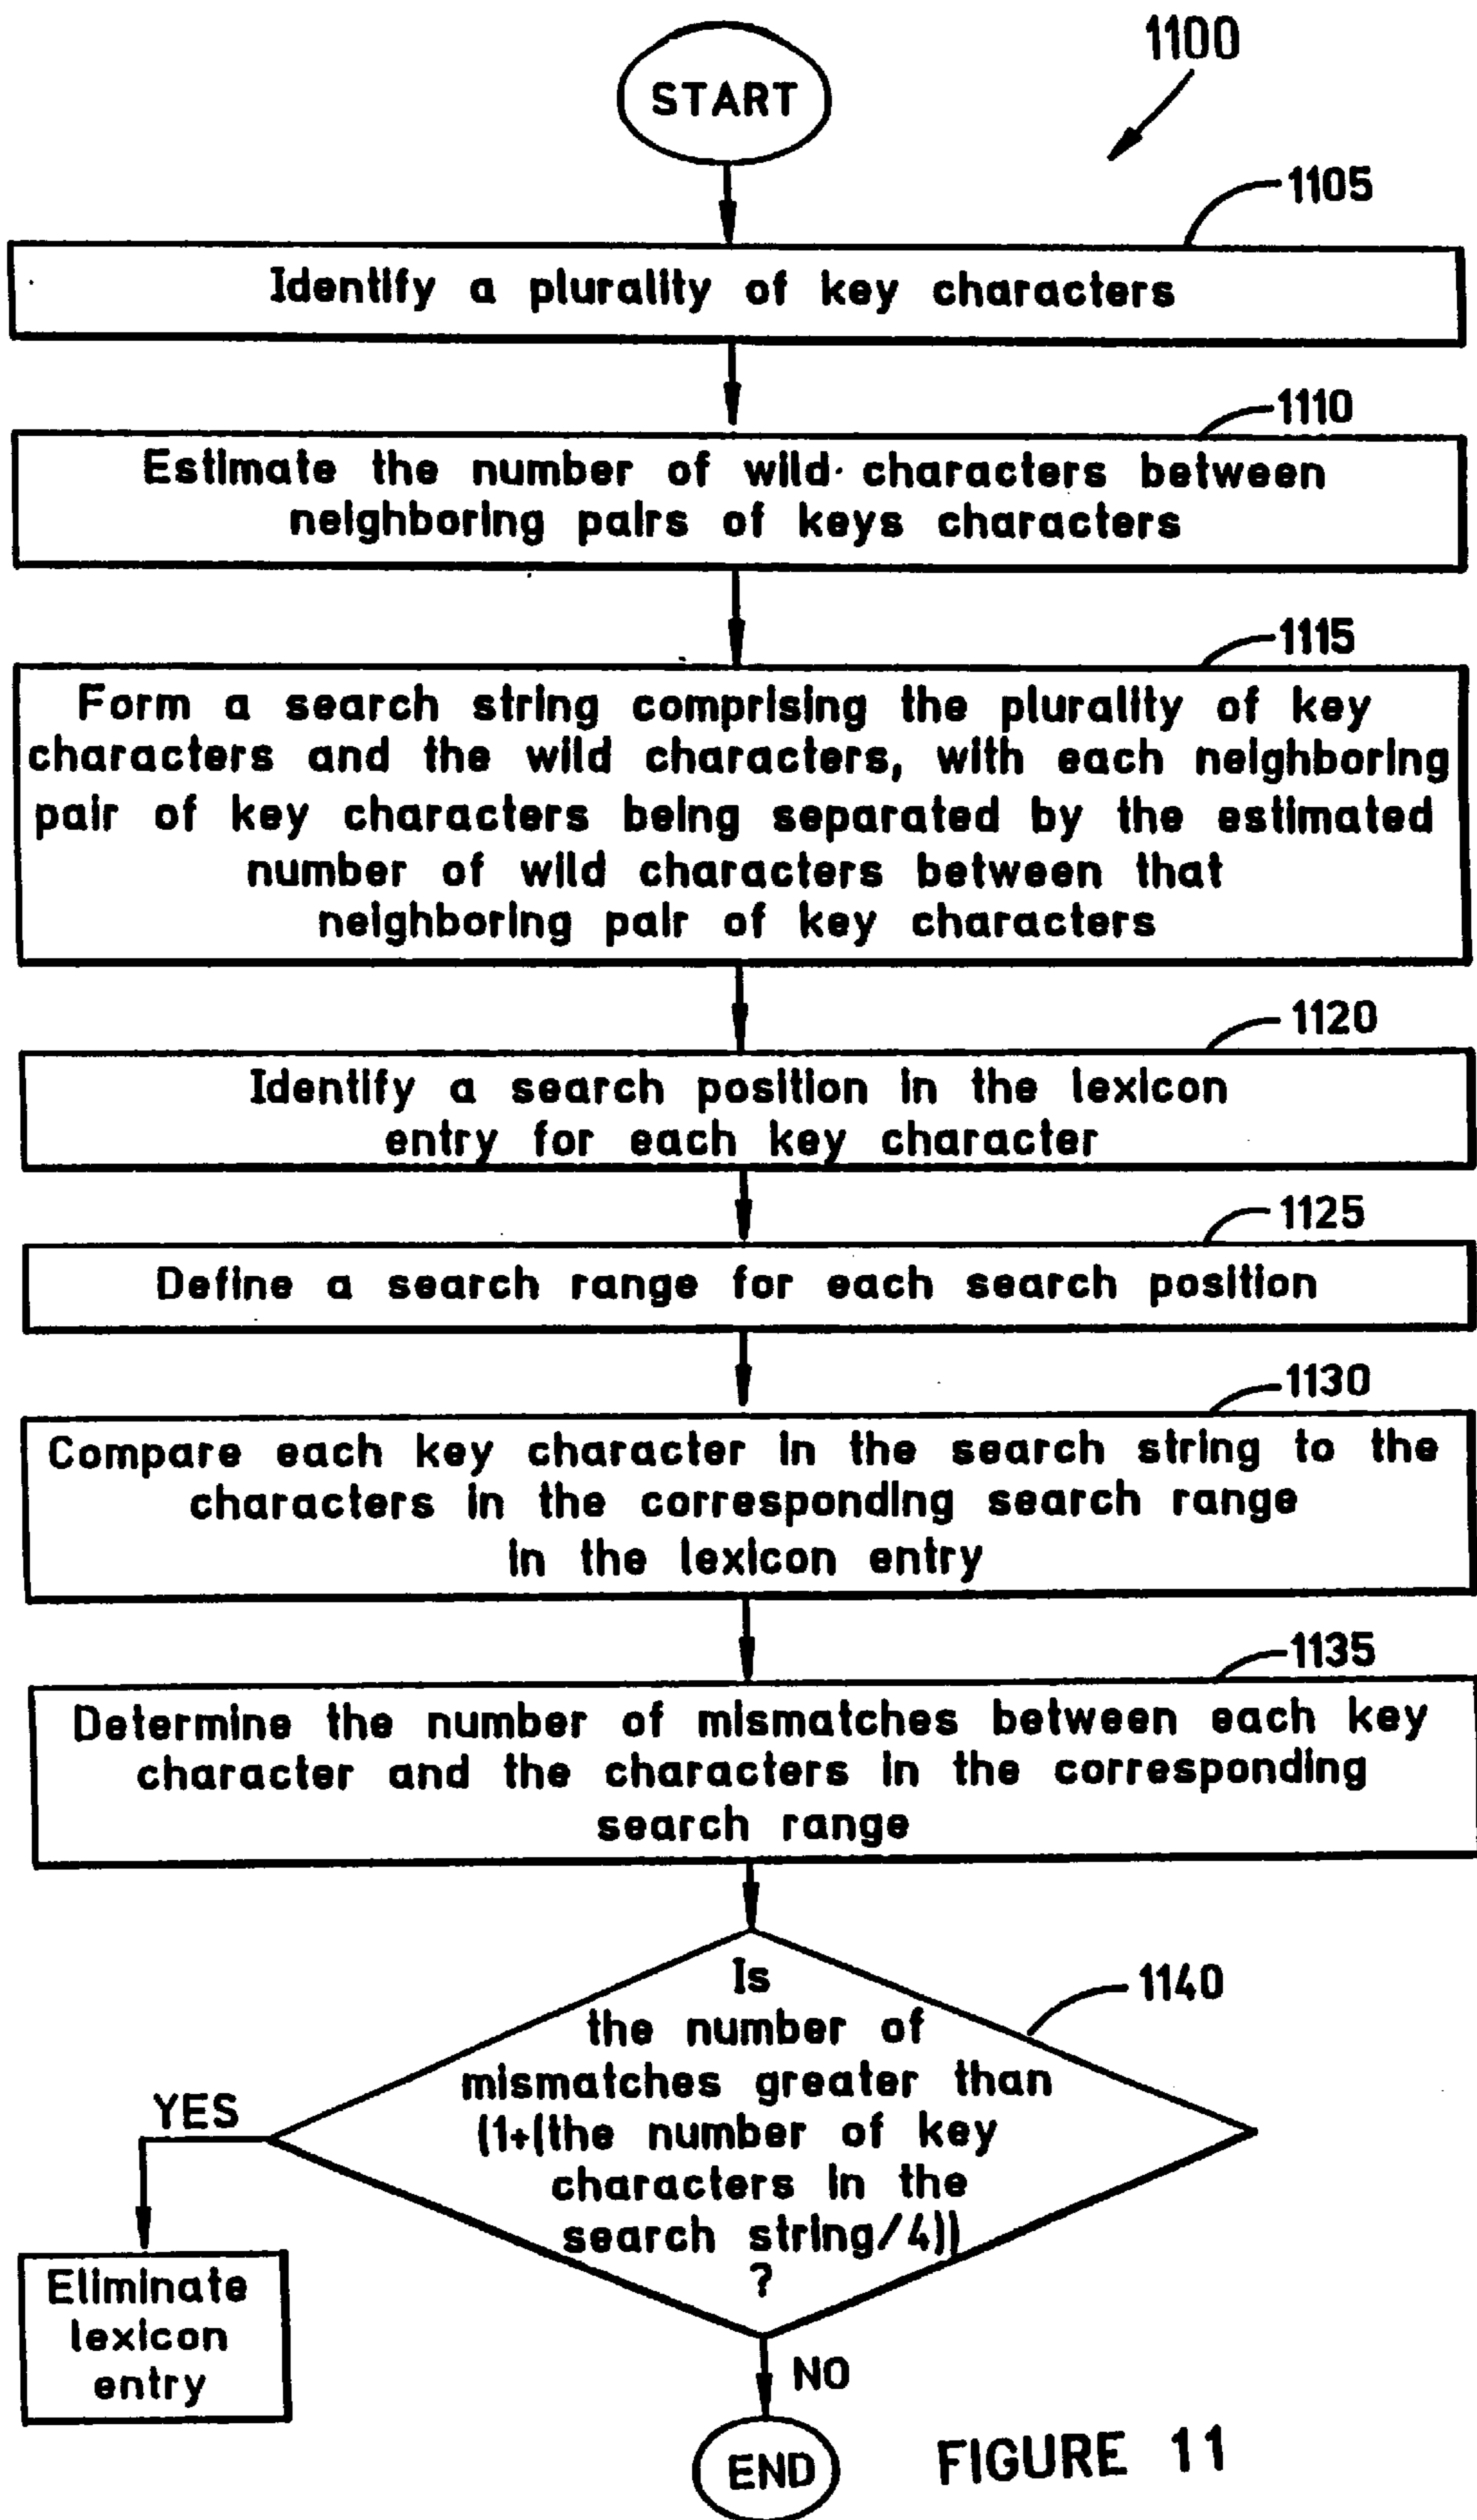 START
1100
1105
Identify a plurality of key characters
1110
Estimate the number of wild characters between
neighboring pairs of keys characters
1115
Form a search string comprising the plurality of key
characters and the wild characters, with each neighboring
pair of key characters being separated by the estimated
number of wild characters between that
neighboring pair of key characters
1120
Identify a search position in the lexicon
entry for each key character
1125
Define a search range for each search position
1130
Compare each key character in the search string to the
characters in the corresponding search range
in the lexicon entry
1135
Determine the number of mismatches between each key
character and the characters in the corresponding
search range
1140
Is
the number of
mismatches greater than
(1+(the number of key
characters in the
search string/4))
?
YES
Eliminate
lexicon
entry
NO
END
FIGURE 11